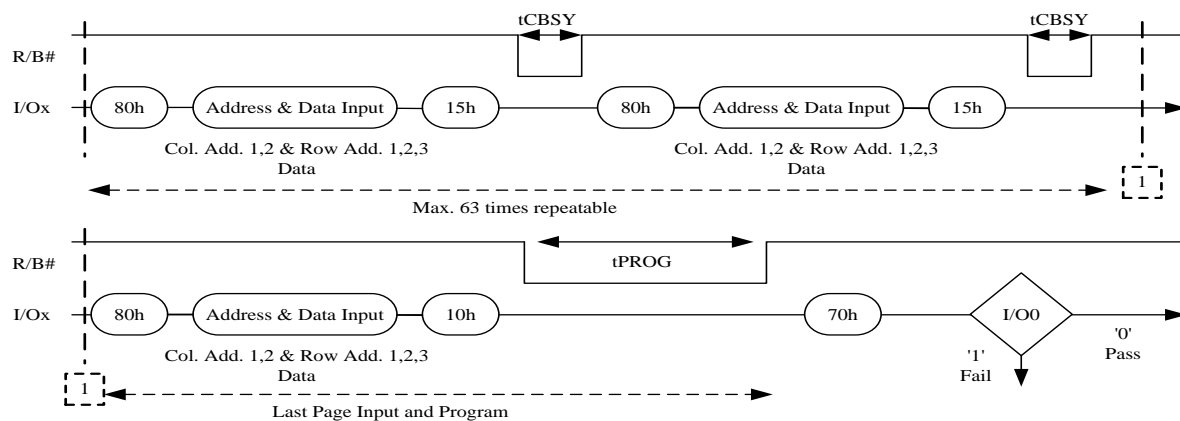 tCBSY tCBSY
R/B#
I/Ox 80h Address & Data Input 15h 80h Address & Data Input 15h
Col. Add. 1,2 & Row Add. 1,2,3 Col. Add. 1,2 & Row Add. 1,2,3
Data Data
1
Max. 63 times repeatable
R/B# tPROG
I/Ox 80h Address & Data Input 10h 70h I/O0
'0'
Pass
Col. Add. 1,2 & Row Add. 1,2,3 '1'
Data Fail
1
Last Page Input and Program